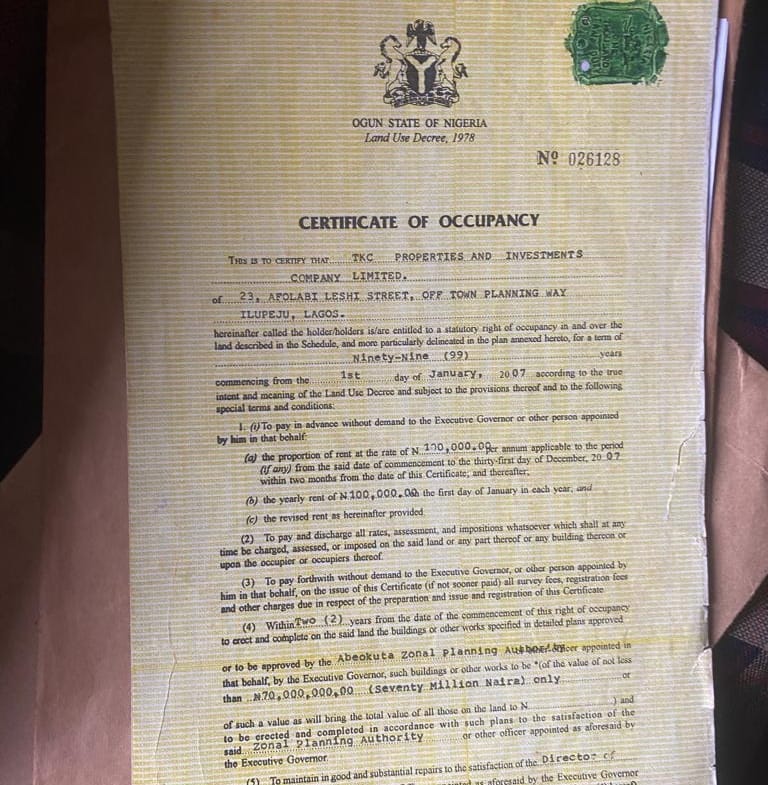 OGUN STATE OF NIGERIA
Land Use Decree, 1978
Nº 026128
CERTIFICATE OF OCCUPANCY
THIS IS TO CERTIFY THAT TKC PROPERTIES AND INVESTMENTS
COMPANY LIMITED.
of 23, AFOLABI LESHI STREET, OFF TOWN PLANNING WAY
ILUPEJU, LAGOS.
hereinafter called the holder/holders is/are entitled to a statutory right of occupancy in and over the
land described in the Schedule, and more particularly delineated in the plan annexed hereto, for a term of
Ninety-Nine (99) years
commencing from the 1st day of January, 2007 according to the true
intent and meaning of the Land Use Decree and subject to the provisions thereof and to the following
special terms and conditions:
1. (i) To pay in advance without demand to the Executive Governor or other person appointed
by him in that behalf:
(a) the proportion of rent at the rate of N 100,000.00 per annum applicable to the period
(if any) from the said date of commencement to the thirty-first day of December, 2007
within two months from the date of this Certificate; and thereafter,
(b) the yearly rent of N100,000.00 the first day of January in each year, and
(c) the revised rent as hereinafter provided
(2) To pay and discharge all rates, assessment, and impositions whatsoever which shall at any
time be charged, assessed, or imposed on the said land or any part thereof or any building thereon or
upon the occupier or occupiers thereof.
(3) To pay forthwith without demand to the Executive Governor, or other person appointed by
him in that behalf, on the issue of this Certificate (if not sooner paid) all survey fees, registration fees
and other charges due in respect of the preparation and issue and registration of this Certificate
(4) Within Two (2) years from the date of the commencement of this right of occupancy
to erect and complete on the said land the buildings or other works specified in detailed plans approved
or to be approved by the Abeokuta Zonal Planning Authority officer appointed in
that behalf, by the Executive Governor, such buildings or other works to be *(of the value of not less
than N70,000,000,00 (Seventy Million Naira) only or
of such a value as will bring the total value of all those on the land to N ) and
to be erected and completed in accordance with such plans to the satisfaction of the
said Zonal Planning Authority or other officer appointed as aforesaid by
the Executive Governor
(5) To maintain in good and substantial repairs to the satisfaction of the Director of
appointed as aforesaid by the Executive Governor